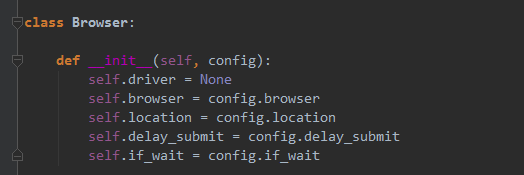 class Browser:
def __init__(self, config):
self.driver = None
self.browser = config.browser
self.location = config.location
self.delay_submit = config.delay_submit
self.if_wait = config.if_wait